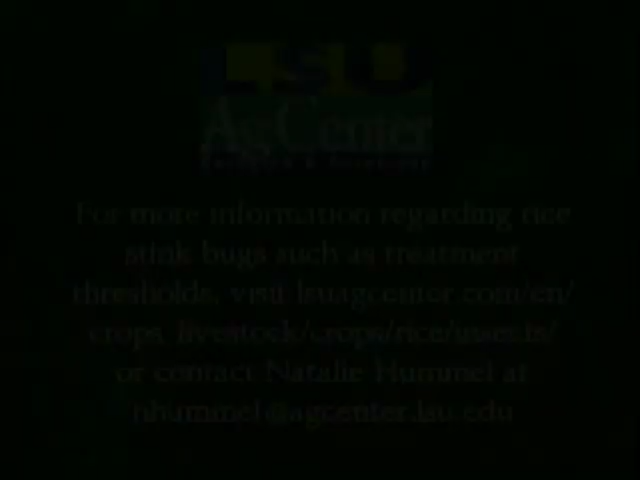 LSU
AgCenter
For more information regarding rice
stink bugs such as treatment
thresholds, visit lsuagcenter.com/en/
crops_livestock/crops/rice/insects/
or contact Natalie Hummel at
nhummel@agcenter.lsu.edu